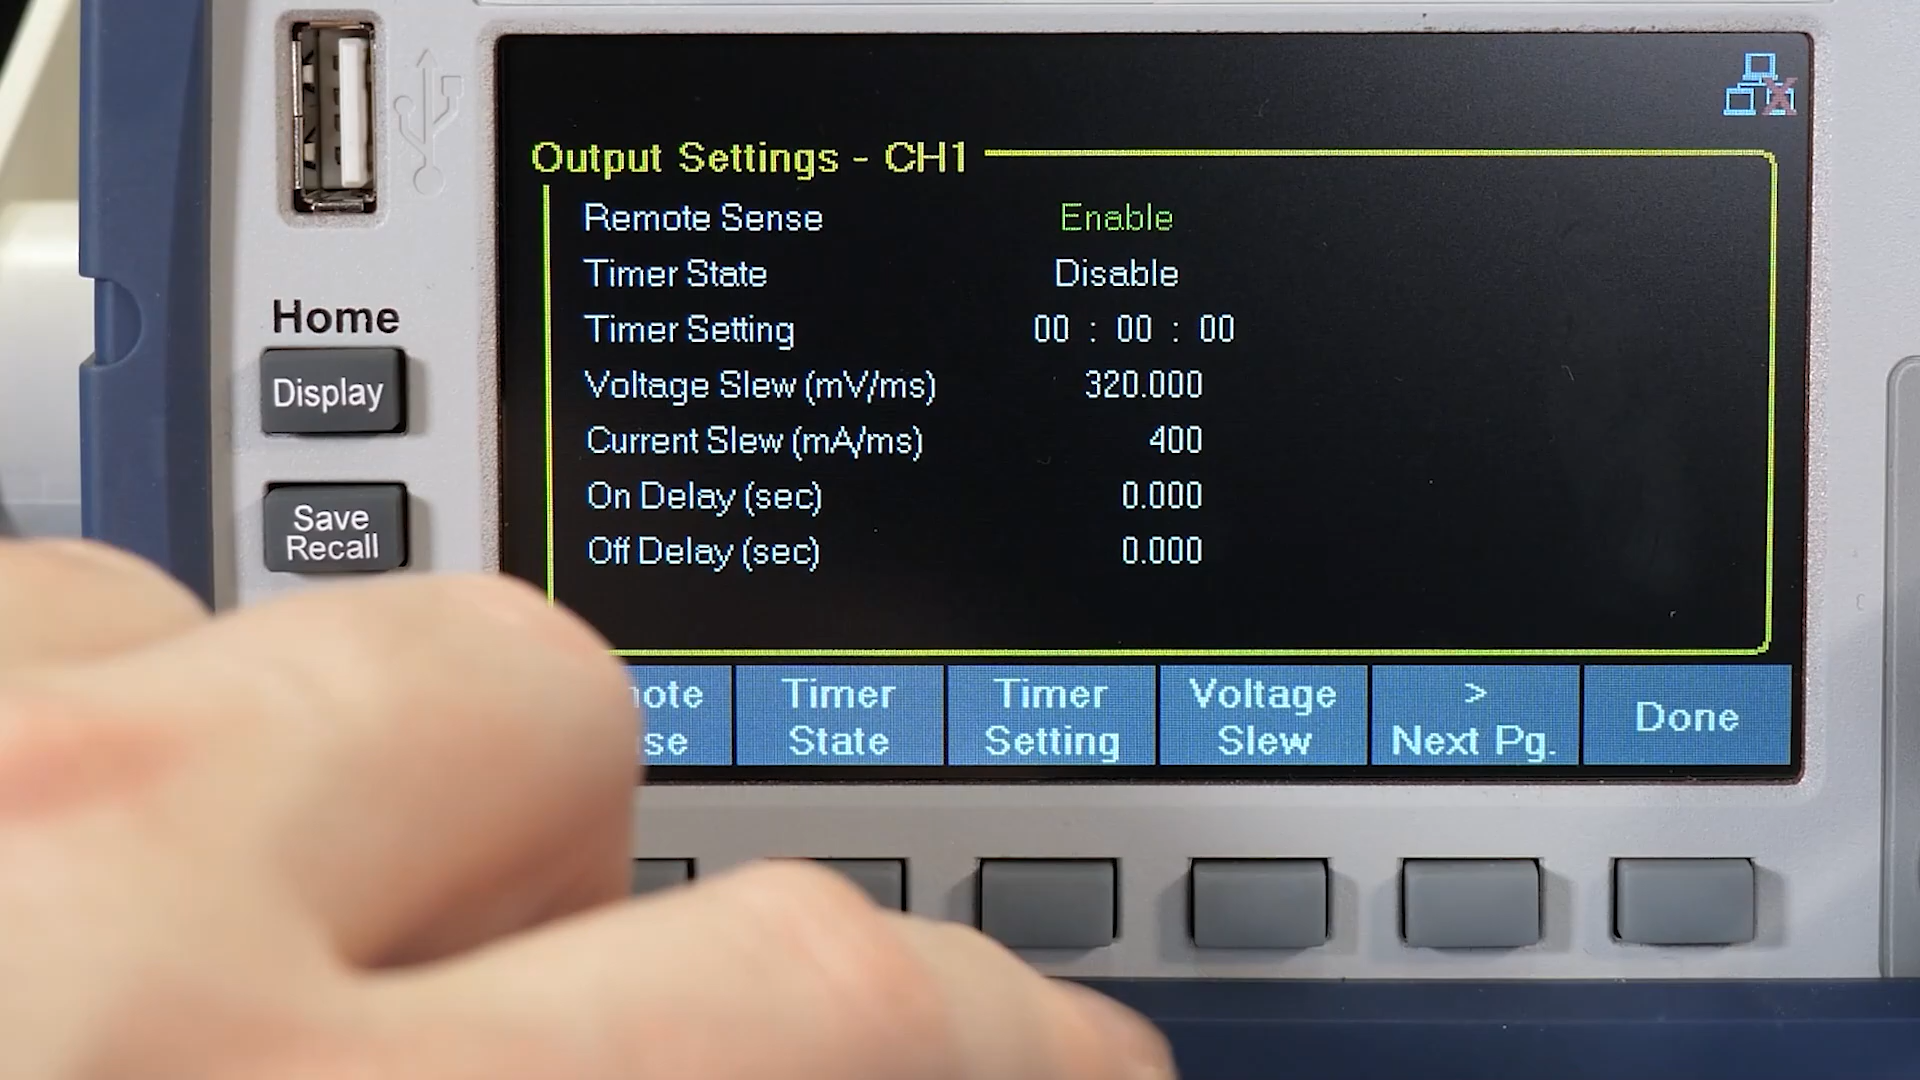 Output Settings - CH1
Remote Sense Enable
Timer State Disable
Timer Setting 00 : 00 : 00
Voltage Slew (mV/ms) 320.000
Current Slew (mA/ms) 400
On Delay (sec) 0.000
Off Delay (sec) 0.000
Home
Display
Save
Recall
Timer
State
Timer
Setting
Voltage
Slew
>
Next Pg.
Done